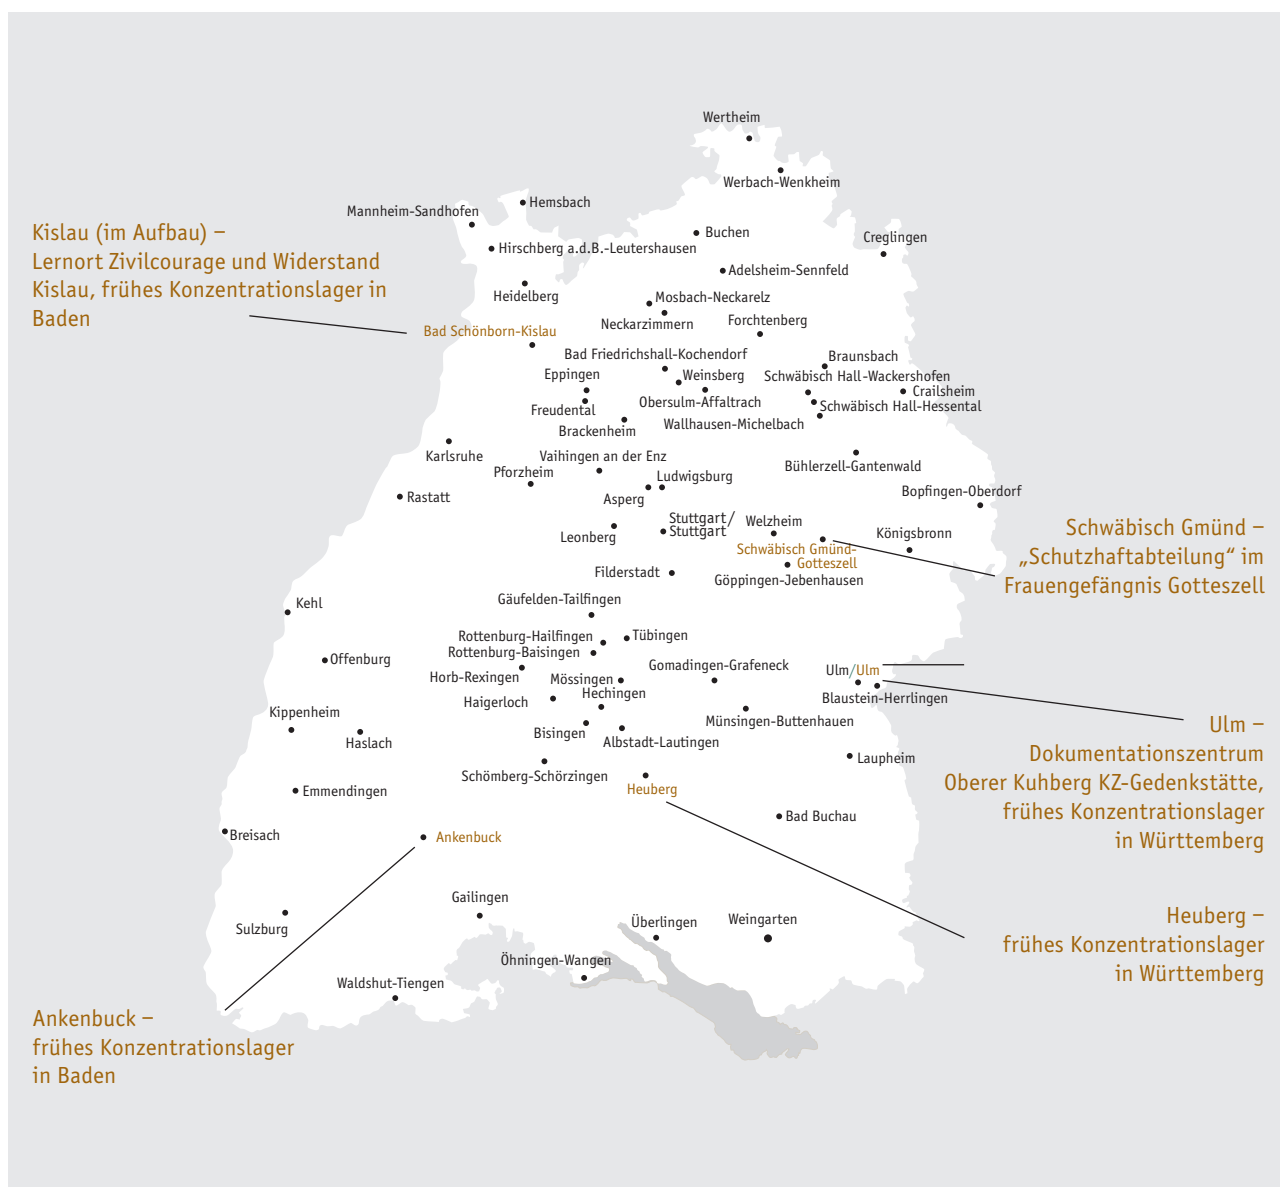 Wertheim
Werbach-Wenkheim
Hemsbach
Mannheim-Sandhofen
Kislau (im Aufbau) –
Lernort Zivilcourage und Widerstand
Kislau, frühes Konzentrationslager in
Baden
Buchen
Creglingen
Hirschberg a.d.B.-Leutershausen
Adelsheim-Sennfeld
Heidelberg
Mosbach-Neckarelz
Neckarzimmern
Forchtenberg
Bad Schönborn-Kislau
Bad Friedrichshall-Kochendorf
Braunsbach
Eppingen
Weinsberg
Schwäbisch Hall-Wackershofen
Crailsheim
Freudental
Obersulm-Affaltrach
Schwäbisch Hall-Hessental
Brackenheim
Wallhausen-Michelbach
Karlsruhe
Vaihingen an der Enz
Bühlerzell-Gantenwald
Pforzheim
Ludwigsburg
Rastatt
Asperg
Bopfingen-Oberdorf
Stuttgart/
Stuttgart
Welzheim
Leonberg
Königsbronn
Schwäbisch Gmünd-
Gotteszell
Schwäbisch Gmünd –
„Schutzhaftabteilung“ im
Frauengefängnis Gotteszell
Filderstadt
Göppingen-Jebenhausen
Kehl
Gäufelden-Tailfingen
Rottenburg-Hailfingen
Tübingen
Rottenburg-Baisingen
Offenburg
Horb-Rexingen
Mössingen
Gomadingen-Grafeneck
Ulm/Ulm
Hechingen
Haigerloch
Blaustein-Herrlingen
Kippenheim
Münsingen-Buttenhauen
Haslach
Bisingen
Albstadt-Lautingen
Ulm –
Dokumentationszentrum
Oberer Kuhberg KZ-Gedenkstätte,
frühes Konzentrationslager
in Württemberg
Laupheim
Schömberg-Schörzingen
Heuberg
Emmendingen
Bad Buchau
Breisach
Ankenbuck
Gailingen
Sulzburg
Überlingen
Weingarten
Heuberg –
frühes Konzentrationslager
in Württemberg
Öhningen-Wangen
Waldshut-Tiengen
Ankenbuck –
frühes Konzentrationslager
in Baden